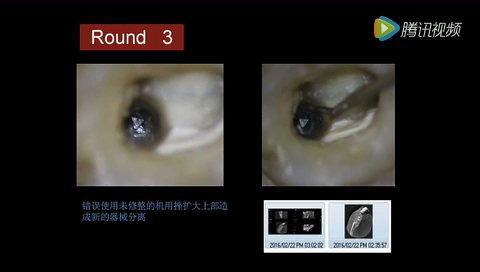 Round 3
腾讯视频
错误使用未修整的机用挫扩大上部造
成新的器械分离
2016/02/22 PM 03:02:02
2016/02/22 PM 02:35:57